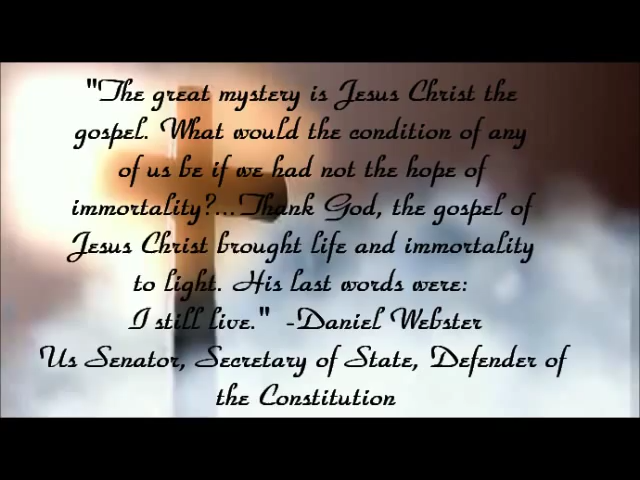 "The great mystery is Jesus Christ the
gospel. What would the condition of any
of us be if we had not the hope of
immortality?...Thank God, the gospel of
Jesus Christ brought life and immortality
to light. His last words were:
I still live." -Daniel Webster
Us Senator, Secretary of State, Defender of
the Constitution